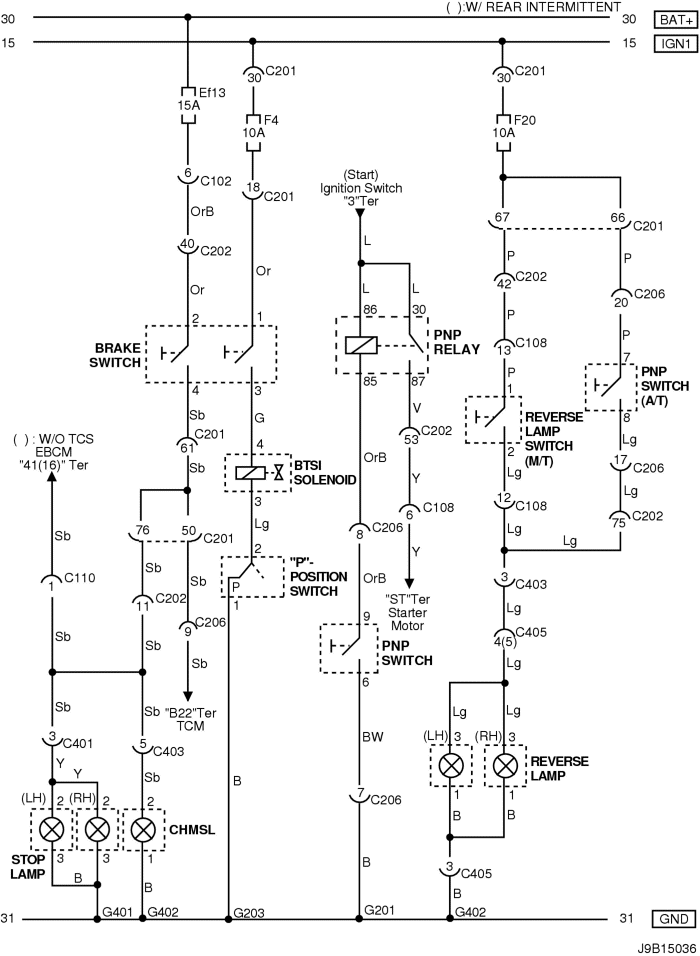 ( ):W/ REAR INTERMITTENT
30 30 BAT+
15 15 IGN1
30 C201 30 C201
Ef13
15A
F4
10A
F20
10A
6 C102
18 C201
(Start)
Ignition Switch
"3"Ter
OrB
67 66 C201
40 C202
L
Or
Or
P P
C202
42
C206
20
L L
86 30
P P
2 1
BRAKE
SWITCH
PNP
RELAY
C108
13
7
PNP
SWITCH
(A/T)
P
1
85 87
4 3
REVERSE
LAMP
SWITCH
(M/T)
8
2
Sb
G
V
Lg
C201
61
C202
53
( ) : W/O TCS
EBCM
"41(16)" Ter
4
BTSI
SOLENOID
3
Sb
OrB
Y
17
C206
Lg
Lg
12
C108
C108
6
76 50
C201
Lg
75
C202
Lg
Sb
2
C206
8
Y
Lg
"P"-
POSITION
SWITCH
P
1
Sb
Sb
OrB
"ST"Ter
Starter
Motor
3
C403
C110
1
C202
11
Lg
C206
9
9
PNP
SWITCH
6
C405
4(5)
Sb
Sb
Sb
Lg
"B22"Ter
TCM
Sb
Sb
Lg
Lg
3
C401
5
C403
BW
(LH) 3
(RH) 3
REVERSE
LAMP
1 1
Y
Y
Sb
B
7
C206
(LH) 2
(RH) 2
2
B B
CHMSL
STOP
LAMP
3 3
1
B
B
B
3
C405
B
31 G401 G402 G203 G201 G402 31 GND
J9B15036